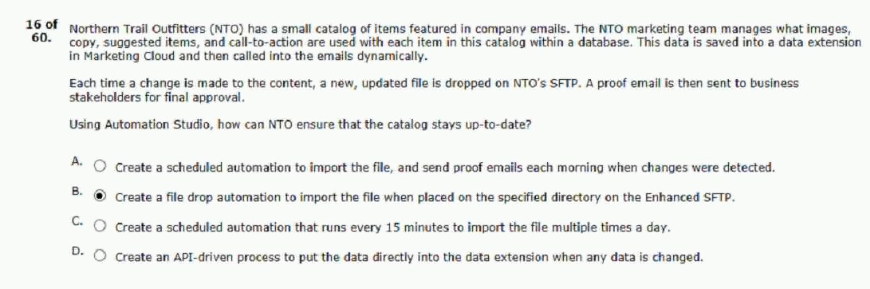 16 of 60. Northern Trail Outfitters (NTO) has a small catalog of items featured in company emails. The NTO marketing team manages what images,
copy, suggested items, and call-to-action are used with each item in this catalog within a database. This data is saved into a data extension
in Marketing Cloud and then called into the emails dynamically.
Each time a change is made to the content, a new, updated file is dropped on NTO's SFTP. A proof email is then sent to business
stakeholders for final approval.
Using Automation Studio, how can NTO ensure that the catalog stays up-to-date?
A. Create a scheduled automation to import the file, and send proof emails each morning when changes were detected.
B. Create a file drop automation to import the file when placed on the specified directory on the Enhanced SFTP.
C. Create a scheduled automation that runs every 15 minutes to import the file multiple times a day.
D. Create an API-driven process to put the data directly into the data extension when any data is changed.